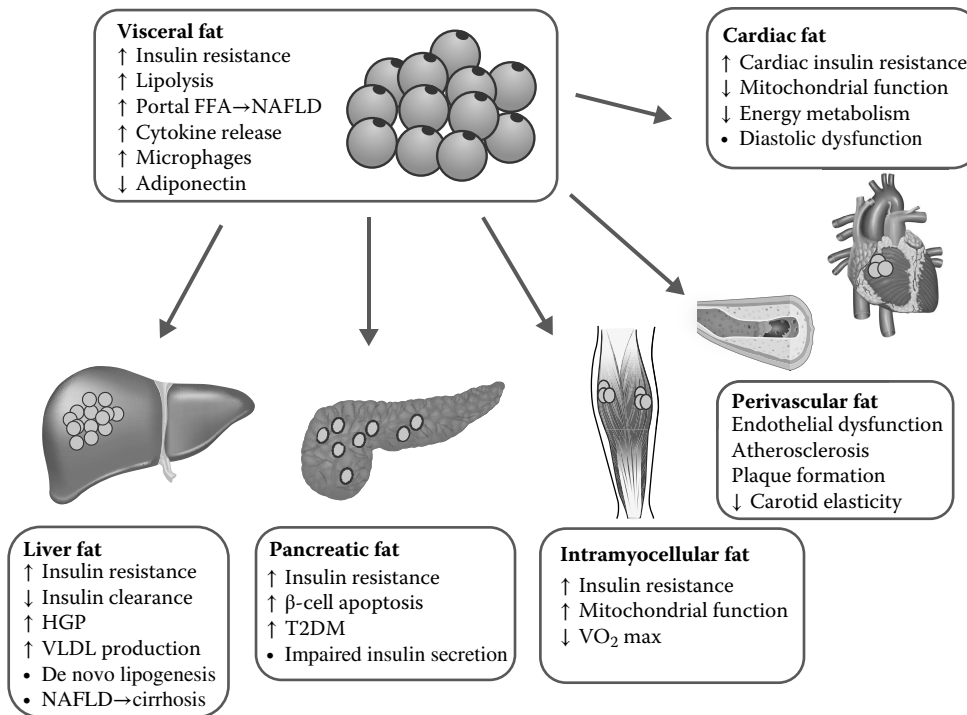 Visceral fat
↑ Insulin resistance
↑ Lipolysis
↑ Portal FFA→NAFLD
↑ Cytokine release
↑ Microphages
↓ Adiponectin
Cardiac fat
↑ Cardiac insulin resistance
↓ Mitochondrial function
↓ Energy metabolism
• Diastolic dysfunction
Perivascular fat
Endothelial dysfunction
Atherosclerosis
Plaque formation
↓ Carotid elasticity
Liver fat
↑ Insulin resistance
↓ Insulin clearance
↑ HGP
↑ VLDL production
• De novo lipogenesis
• NAFLD→cirrhosis
Pancreatic fat
↑ Insulin resistance
↑ β-cell apoptosis
↑ T2DM
• Impaired insulin secretion
Intramyocellular fat
↑ Insulin resistance
↑ Mitochondrial function
↓ VO₂ max